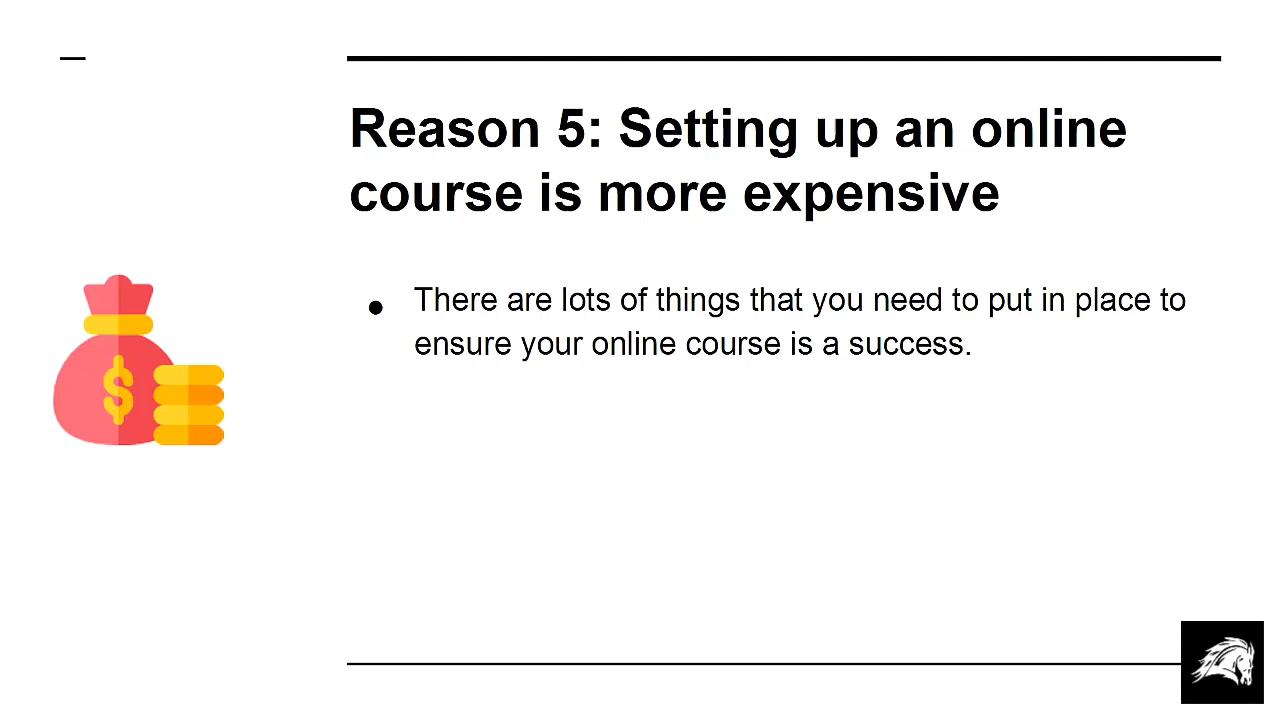 Reason 5: Setting up an online
course is more expensive
$
● There are lots of things that you need to put in place to
ensure your online course is a success.